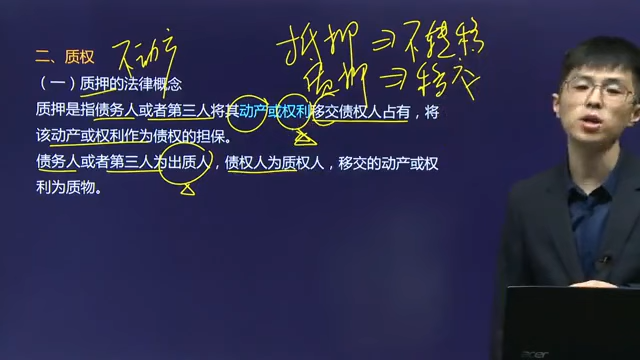 二、质权 不动产
抵押 ⇒ 不转移
质押 ⇒ 移交
（一）质押的法律概念
质押是指债务人或者第三人将其动产或权利移交债权人占有，将
该动产或权利作为债权的担保。
债务人或者第三人为出质人，债权人为质权人，移交的动产或权
利为质物。
acer